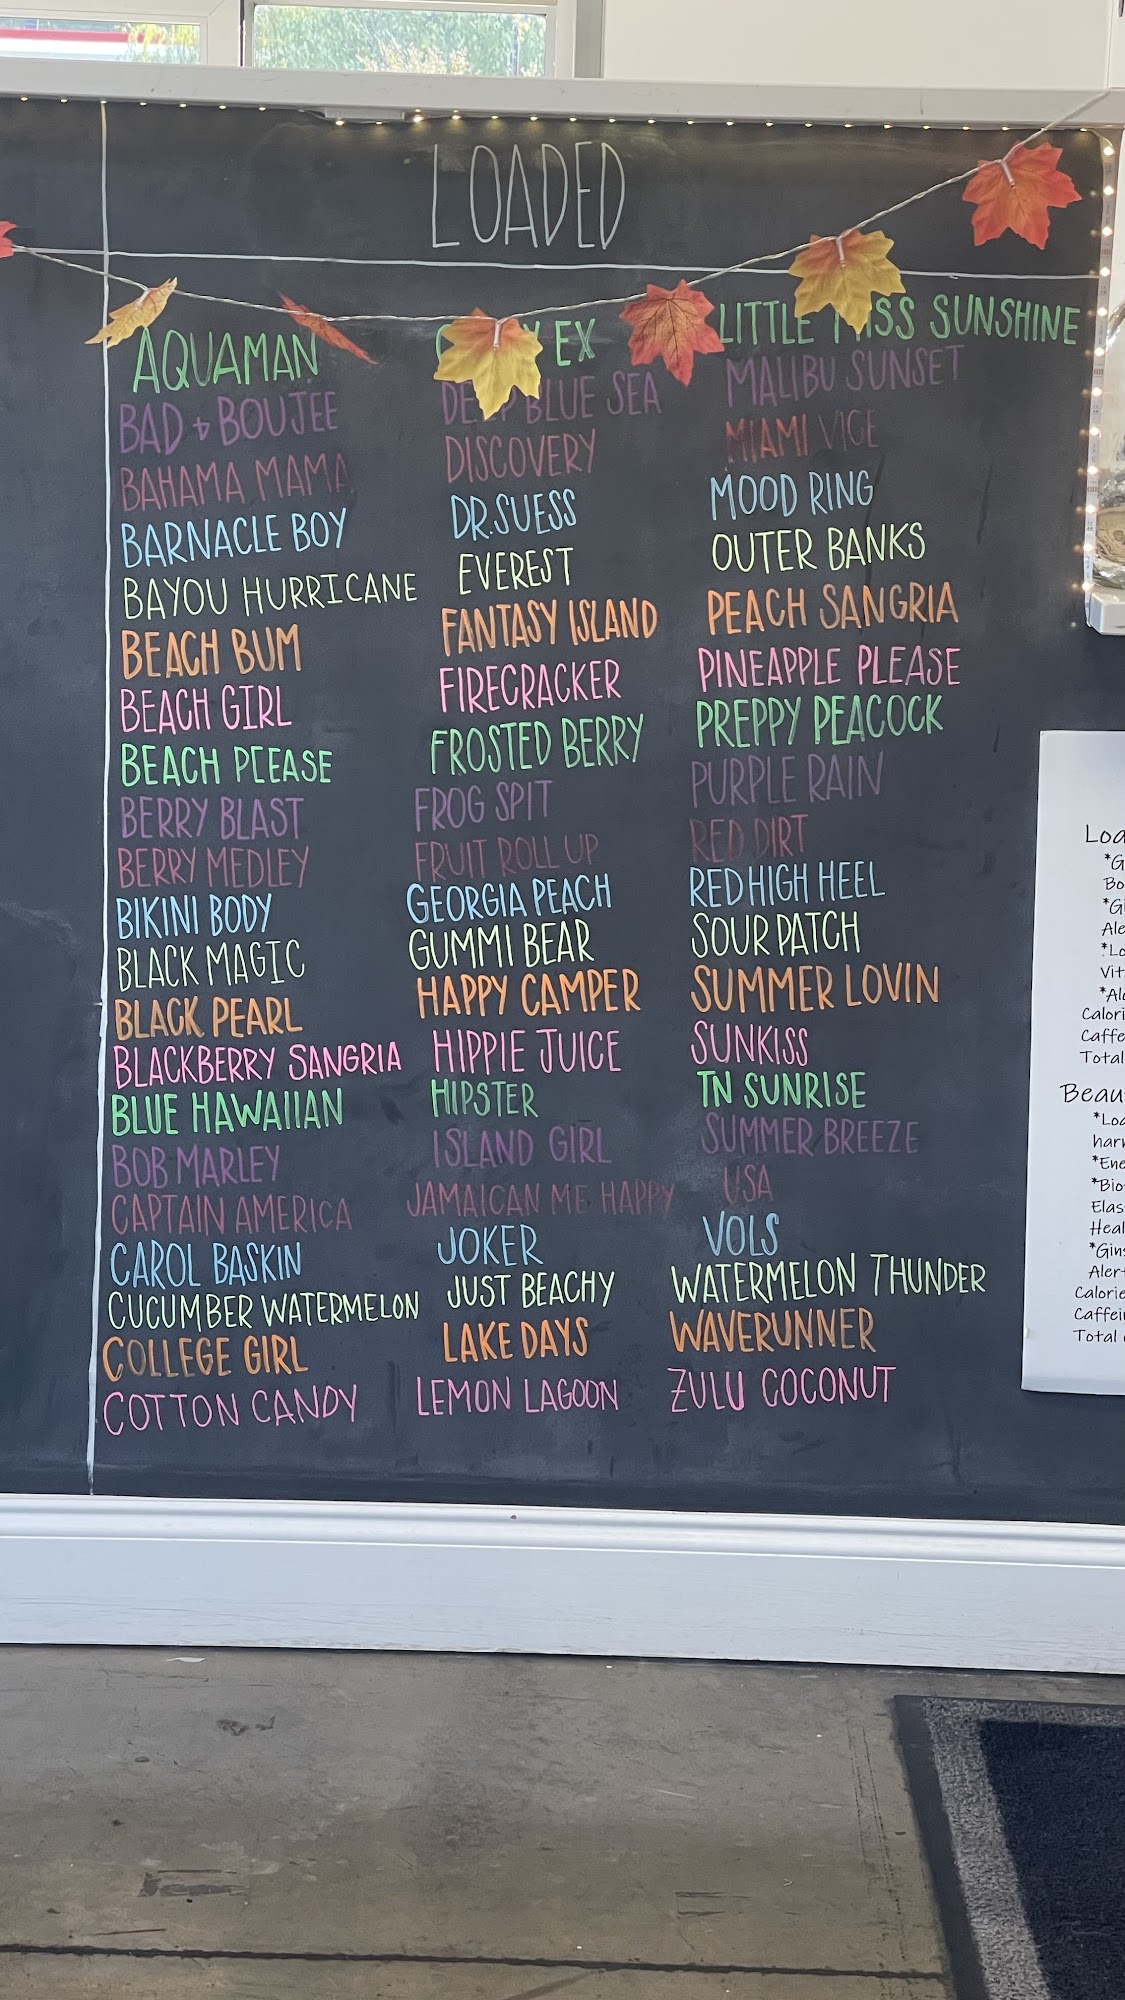 LOADED
AQUAMAN
BAD & BOUJEE
BAHAMA MAMA
BARNACLE BOY
BAYOU HURRICANE
BEACH BUM
BEACH GIRL
BEACH PLEASE
BERRY BLAST
BERRY MEDLEY
BIKINI BODY
BLACK MAGIC
BLACK PEARL
BLACKBERRY SANGRIA
BLUE HAWAIIAN
BOB MARLEY
CAPTAIN AMERICA
CAROL BASKIN
CUCUMBER WATERMELON
COLLEGE GIRL
COTTON CANDY
EX
DEEP BLUE SEA
DISCOVERY
DR.SUESS
EVEREST
FANTASY ISLAND
FIRECRACKER
FROSTED BERRY
FROG SPIT
FRUIT ROLL UP
GEORGIA PEACH
GUMMI BEAR
HAPPY CAMPER
HIPPIE JUICE
HIPSTER
ISLAND GIRL
JAMAICAN ME HAPPY
JOKER
JUST BEACHY
LAKE DAYS
LEMON LAGOON
LITTLE MISS SUNSHINE
MALIBU SUNSET
MIAMI VICE
MOOD RING
OUTER BANKS
PEACH SANGRIA
PINEAPPLE PLEASE
PREPPY PEACOCK
PURPLE RAIN
RED DIRT
RED HIGH HEEL
SOUR PATCH
SUMMER LOVIN
SUNKISS
TN SUNRISE
SUMMER BREEZE
USA
VOLS
WATERMELON THUNDER
WAVERUNNER
ZULU COCONUT
Total
Total